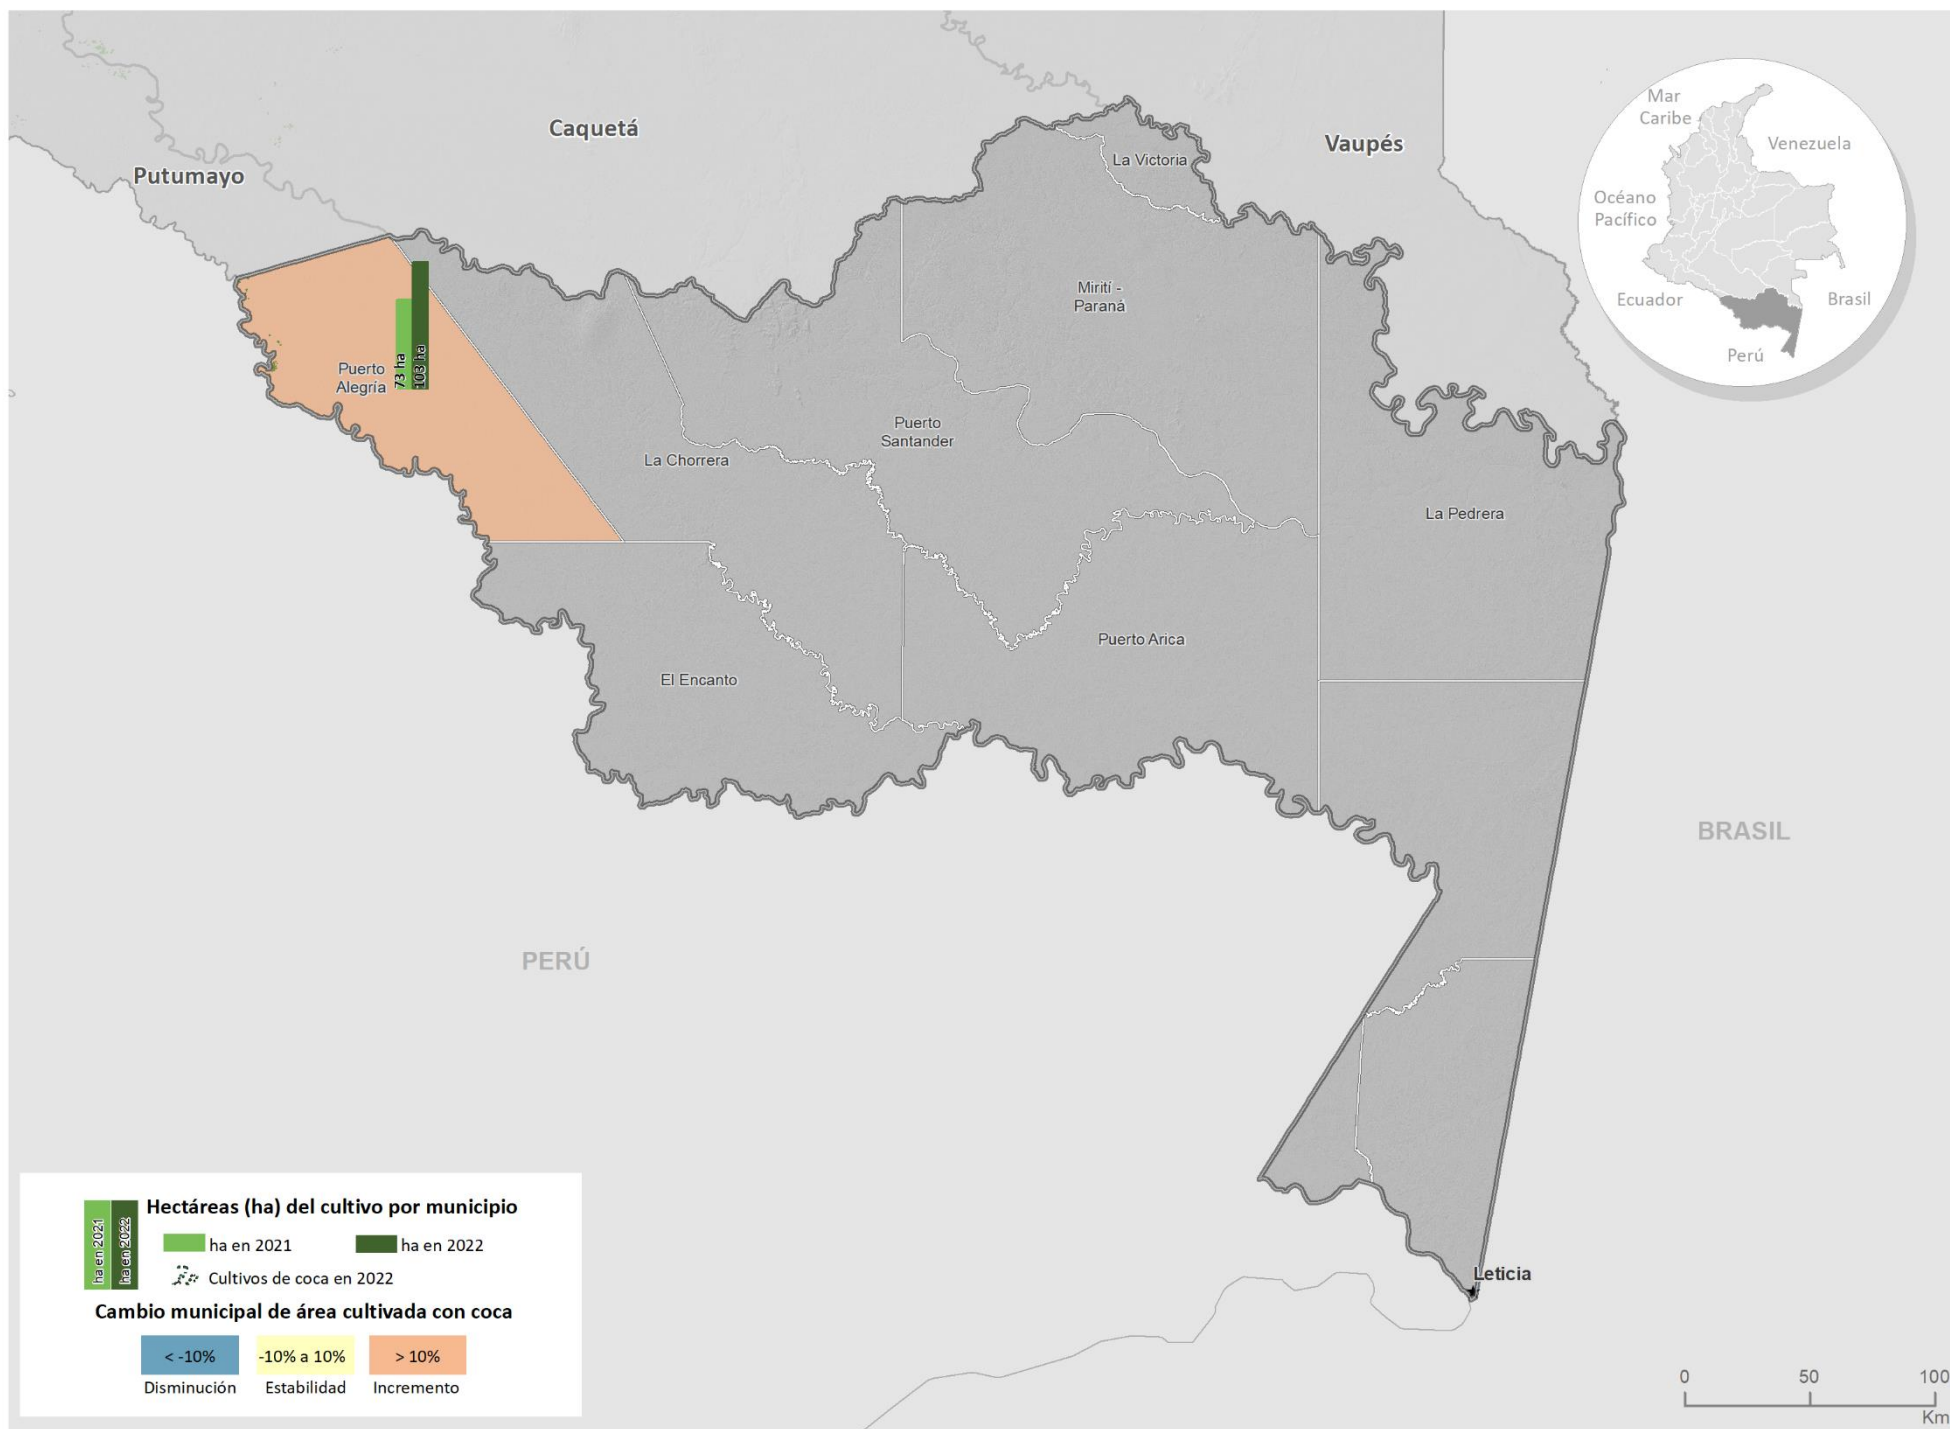 Caquetá
Putumayo
Vaupés
Mar
Caribe
Venezuela
Océano
Pacífico
Ecuador
Brasil
Perú
La Victoria
Mirití -
Paraná
Puerto
Alegría
73 ha
103 ha
Puerto
Santander
La Chorrera
La Pedrera
Puerto Arica
El Encanto
BRASIL
PERÚ
Leticia
Hectáreas (ha) del cultivo por municipio
ha en 2021
ha en 2022
ha en 2021
ha en 2022
Cultivos de coca en 2022
Cambio municipal de área cultivada con coca
< -10%
-10% a 10%
> 10%
Disminución
Estabilidad
Incremento
0
50
100
Km